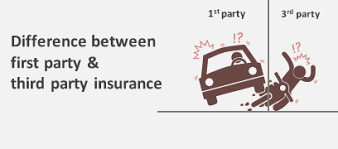 Difference between
first party &
third party insurance
1st party
3rd party
!?
!?